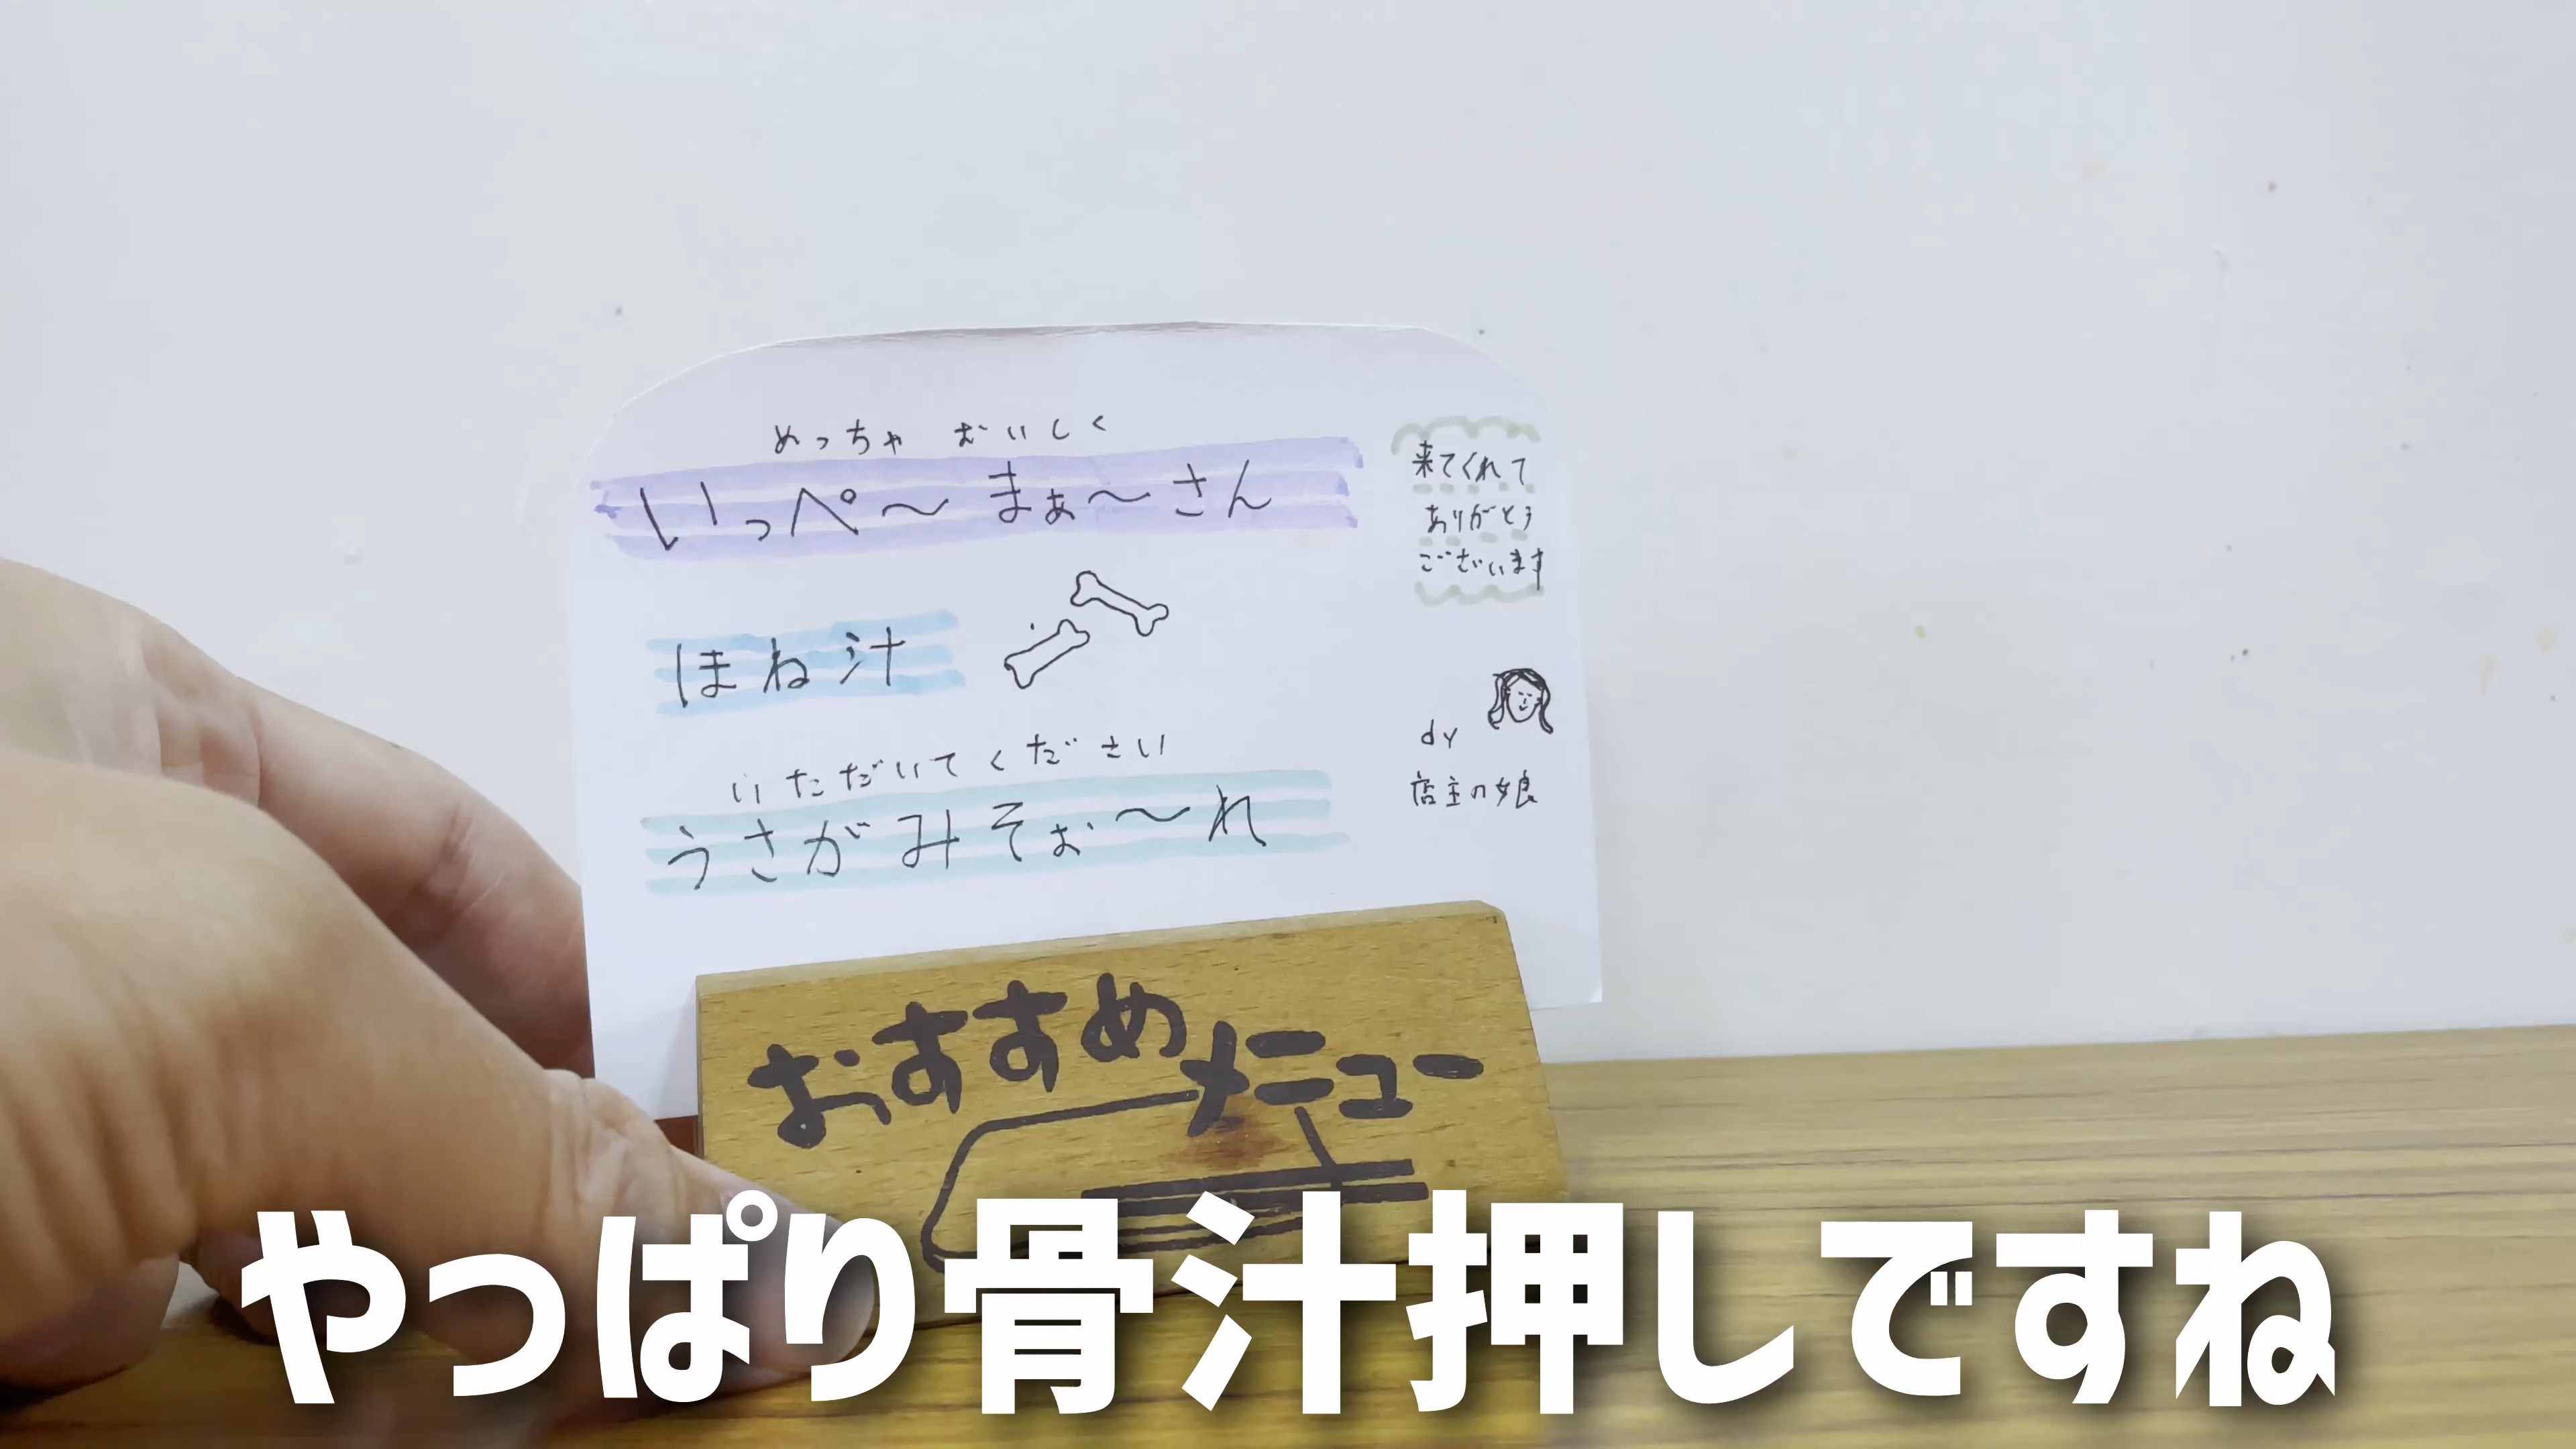 めっちゃ おいしく
いっぺ〜まぁ〜さん
ほね汁
いただいてください
うさがみそぉ〜れ
来てくれて
ありがとう
ございます
dy
店主の娘
おすすめメニュー
やっぱり骨汁押しですね